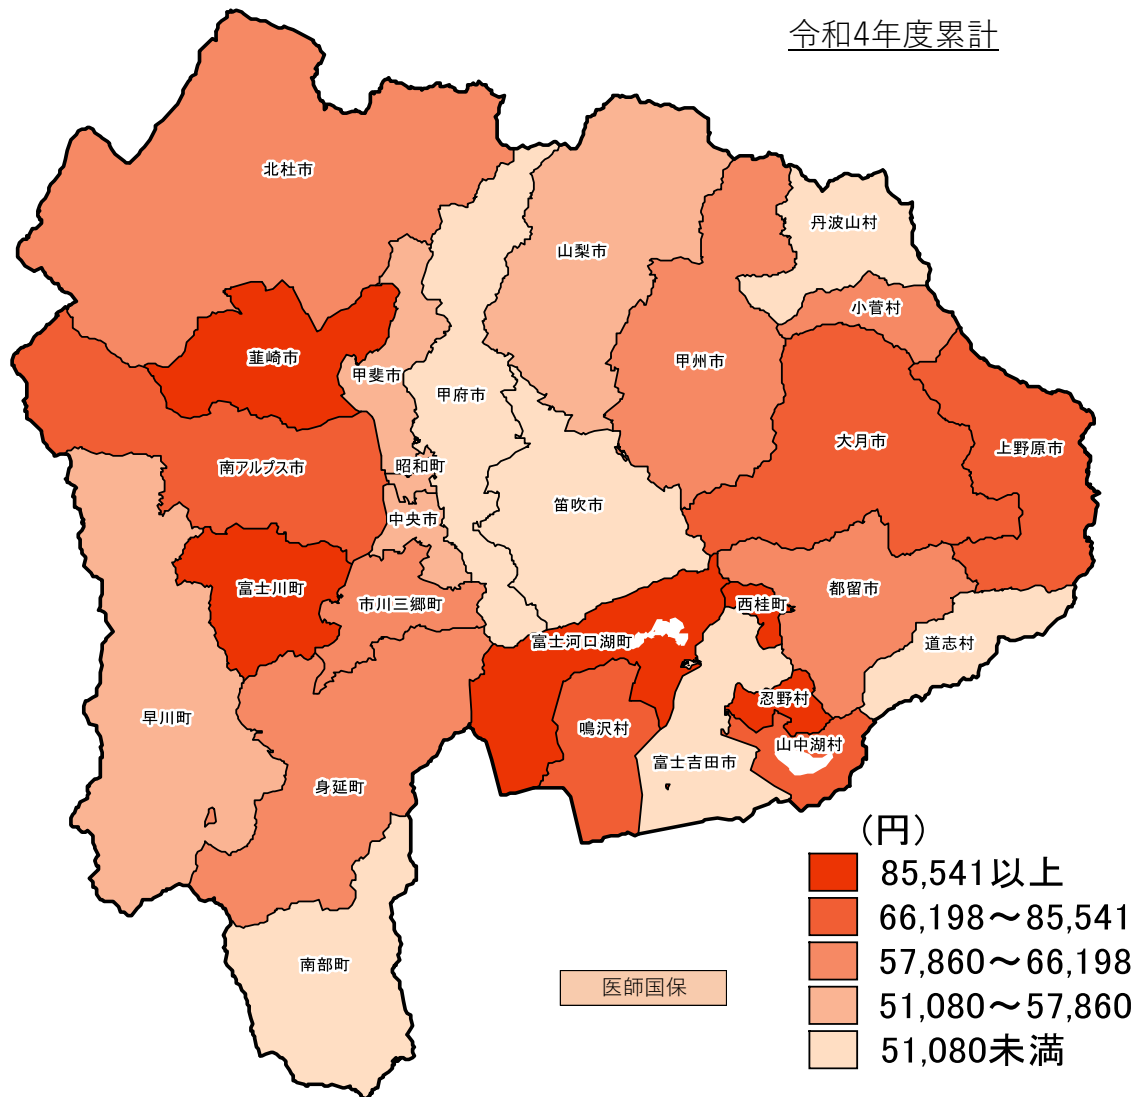 令和4年度累計
北杜市
丹波山村
山梨市
小菅村
韮崎市
甲斐市
甲州市
甲府市
大月市
上野原市
南アルプス市
昭和町
笛吹市
中央市
富士川町
市川三郷町
西桂町
都留市
富士河口湖町
道志村
忍野村
早川町
鳴沢村
山中湖村
富士吉田市
身延町
南部町
医師国保
(円)
85,541以上
66,198～85,541
57,860～66,198
51,080～57,860
51,080未満